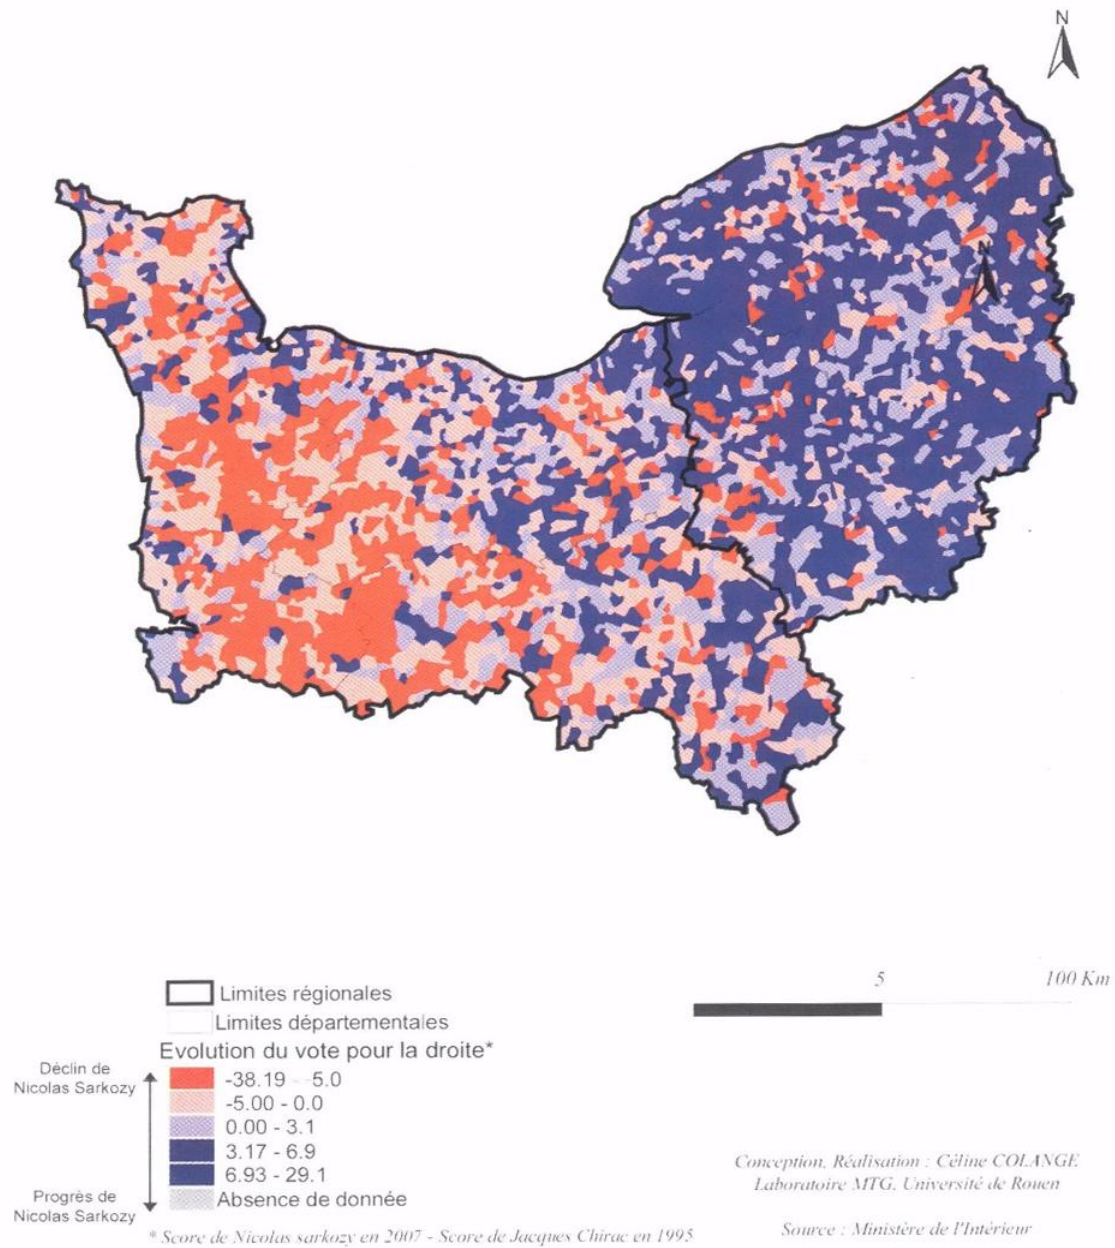 N
N
Limites régionales
Limites départementales
Evolution du vote pour la droite*
Déclin de
Nicolas Sarkozy
-38.19 - -5.0
-5.00 - 0.0
0.00 - 3.1
3.17 - 6.9
6.93 - 29.1
Absence de donnée
Progrès de
Nicolas Sarkozy
* Score de Nicolas sarkozy en 2007 - Score de Jacques Chirac en 1995
5
100 Km
Conception, Réalisation : Céline COLANGE
Laboratoire MTG, Université de Rouen
Source : Ministère de l'Intérieur